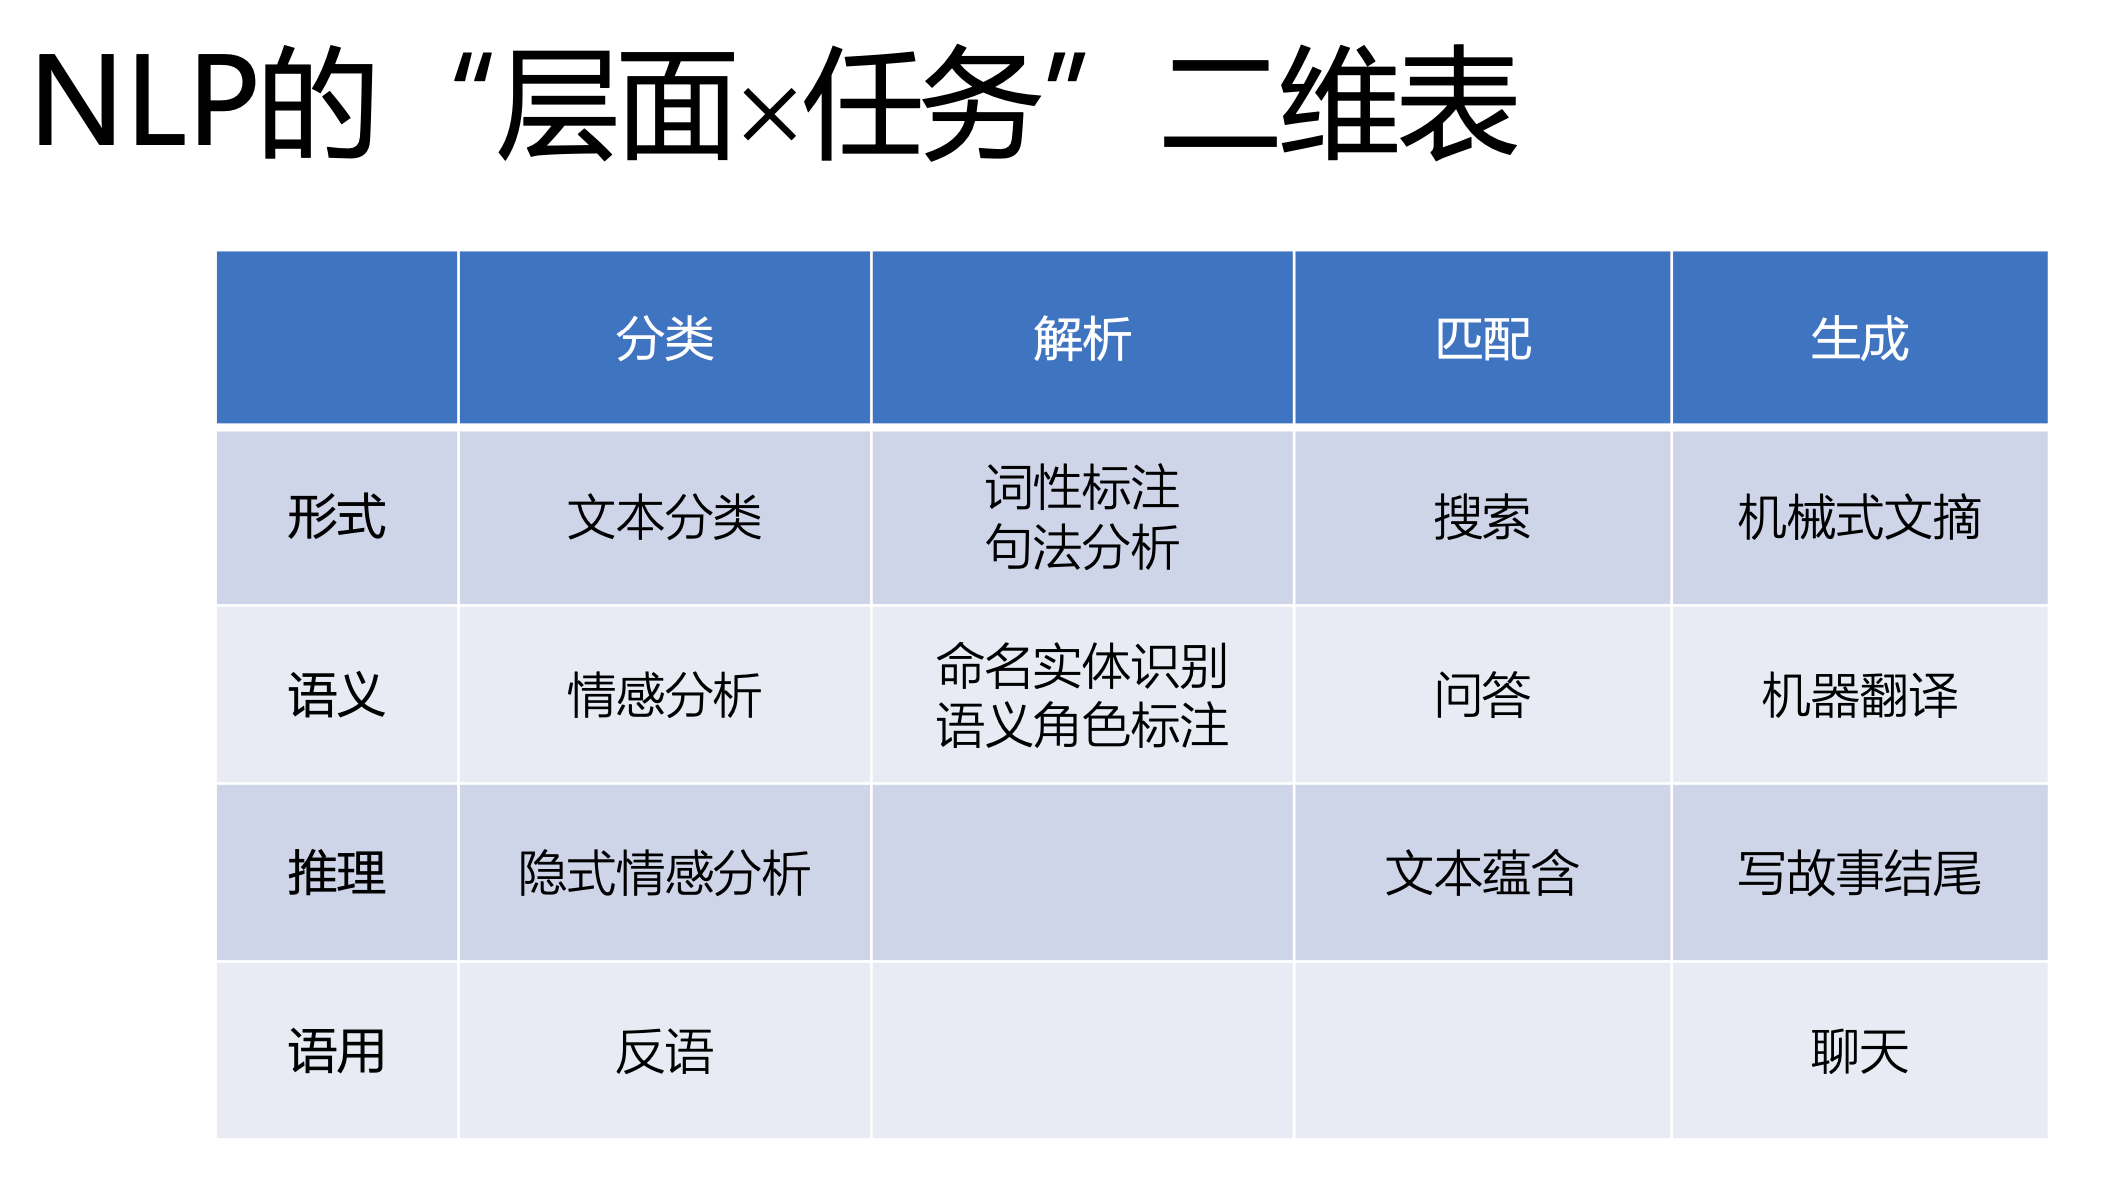 NLP的“层面×任务”二维表
分类 解析 匹配 生成
形式 文本分类 词性标注 句法分析 搜索 机械式文摘
语义 情感分析 命名实体识别 语义角色标注 问答 机器翻译
推理 隐式情感分析 文本蕴含 写故事结尾
语用 反语 聊天